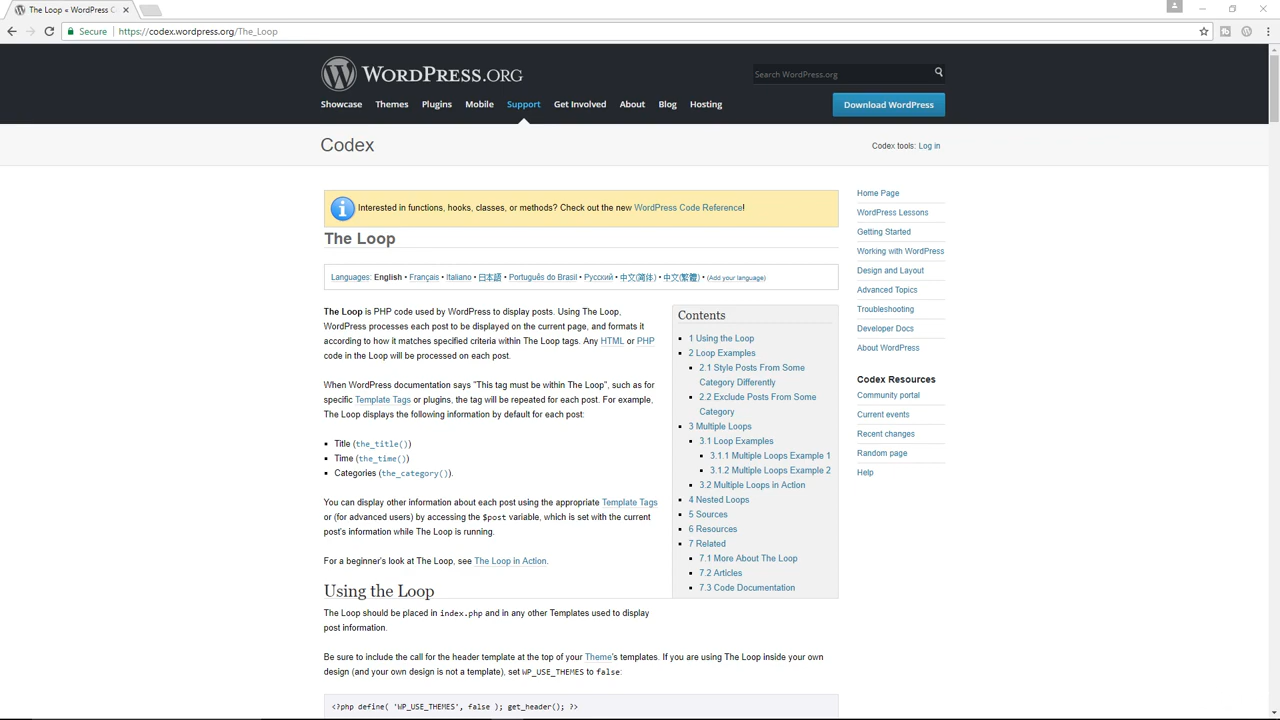 The Loop « WordPress C
Secure https://codex.wordpress.org/The_Loop
WORDPRESS.ORG
Search WordPress.org
Showcase Themes Plugins Mobile Support Get Involved About Blog Hosting
Download WordPress
Codex
Codex tools: Log in
Interested in functions, hooks, classes, or methods? Check out the new WordPress Code Reference!
The Loop
Languages: English • Français • Italiano • 日本語 • Português do Brasil • Русский • 中文(简体) • 中文(繁體) • (Add your language)
The Loop is PHP code used by WordPress to display posts. Using The Loop,
WordPress processes each post to be displayed on the current page, and formats it
according to how it matches specified criteria within The Loop tags. Any HTML or PHP
code in the Loop will be processed on each post.
When WordPress documentation says "This tag must be within The Loop", such as for
specific Template Tags or plugins, the tag will be repeated for each post. For example,
The Loop displays the following information by default for each post:
Title (the_title())
Time (the_time())
Categories (the_category()).
You can display other information about each post using the appropriate Template Tags
or (for advanced users) by accessing the $post variable, which is set with the current
post's information while The Loop is running.
For a beginner's look at The Loop, see The Loop in Action.
Contents
1 Using the Loop
2 Loop Examples
2.1 Style Posts From Some
Category Differently
2.2 Exclude Posts From Some
Category
3 Multiple Loops
3.1 Loop Examples
3.1.1 Multiple Loops Example 1
3.1.2 Multiple Loops Example 2
3.2 Multiple Loops in Action
4 Nested Loops
5 Sources
6 Resources
7 Related
7.1 More About The Loop
7.2 Articles
7.3 Code Documentation
Using the Loop
The Loop should be placed in index.php and in any other Templates used to display
post information.
Be sure to include the call for the header template at the top of your Theme's templates. If you are using The Loop inside your own
design (and your own design is not a template), set WP_USE_THEMES to false:
<?php define( 'WP_USE_THEMES', false ); get_header(); ?>
Home Page
WordPress Lessons
Getting Started
Working with WordPress
Design and Layout
Advanced Topics
Troubleshooting
Developer Docs
About WordPress
Codex Resources
Community portal
Current events
Recent changes
Random page
Help